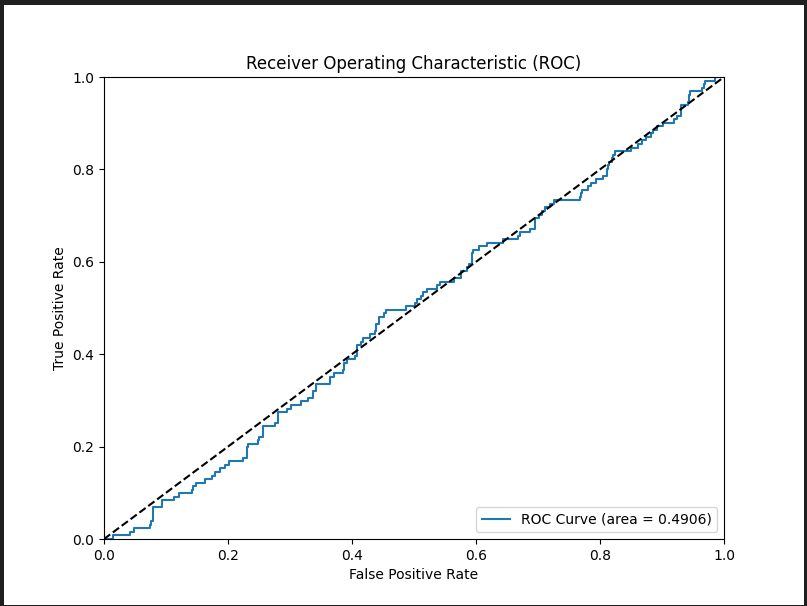 Receiver Operating Characteristic (ROC)
1.0
0.8
0.6
0.4
0.2
0.0
True Positive Rate
ROC Curve (area = 0.4906)
0.0 0.2 0.4 0.6 0.8 1.0
False Positive Rate